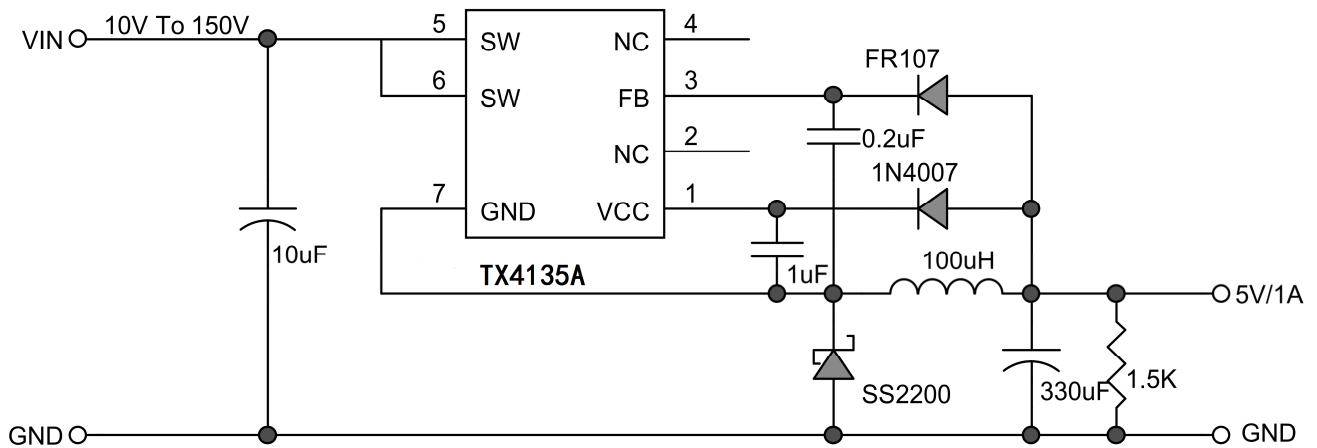 VIN
10V To 150V
5
SW
6
SW
7
GND
4
NC
3
FB
2
NC
1
VCC
TX4135A
10uF
1uF
0.2uF
FR107
1N4007
100uH
SS2200
330uF
1.5K
5V/1A
GND
GND